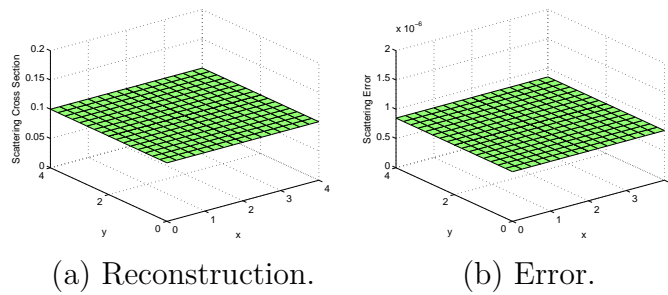 0.2
0.15
0.1
0.05
0
Scattering Cross Section
4
2
0
y
0
1
2
3
4
x
x 10^-6
2
1.5
1
0.5
0
Scattering Error
4
2
0
y
0
1
2
3
4
x
(a) Reconstruction.
(b) Error.